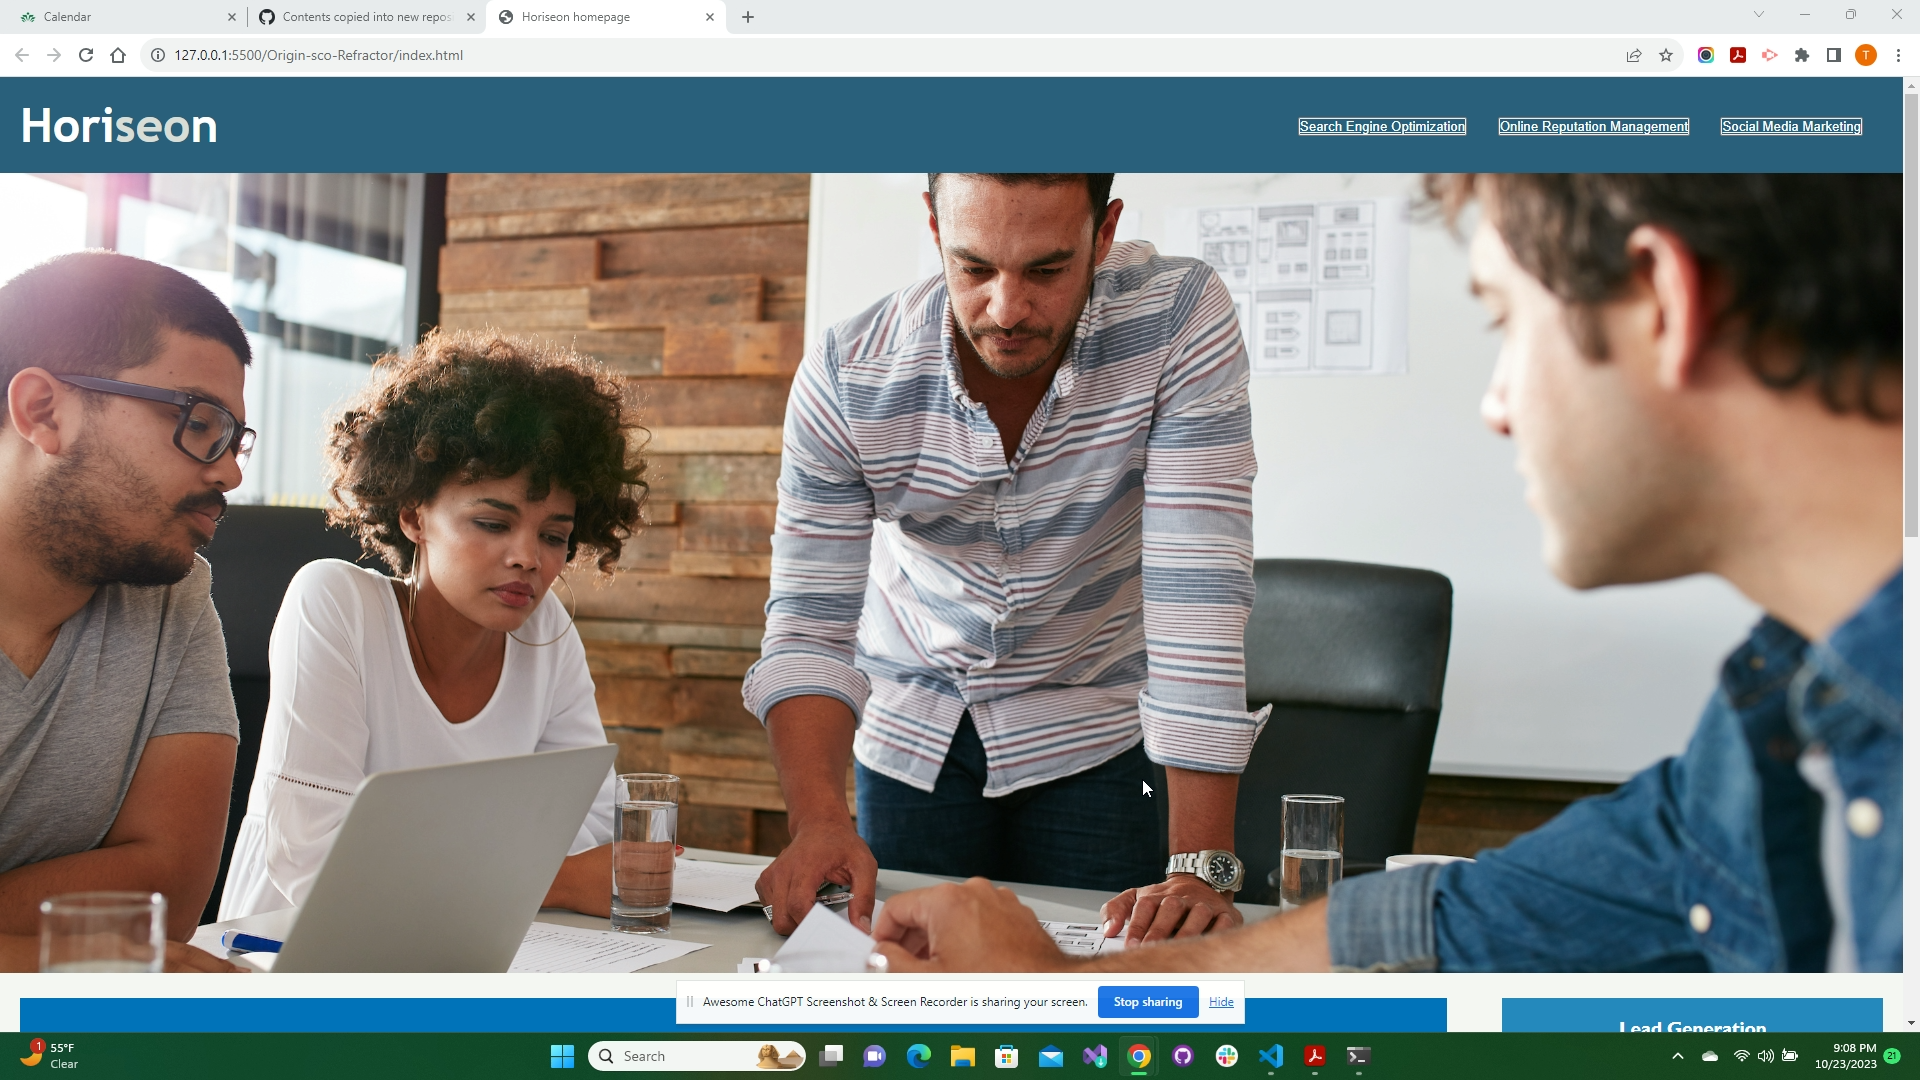 Calendar
Contents copied into new repos
Horiseon homepage
127.0.0.1:5500/Origin-sco-Refractor/index.html
T
Horiseon
Search Engine Optimization
Online Reputation Management
Social Media Marketing
Awesome ChatGPT Screenshot & Screen Recorder is sharing your screen.
Stop sharing
Hide
Lead Generation
1
55°F
Clear
Search
9:08 PM
10/23/2023
21